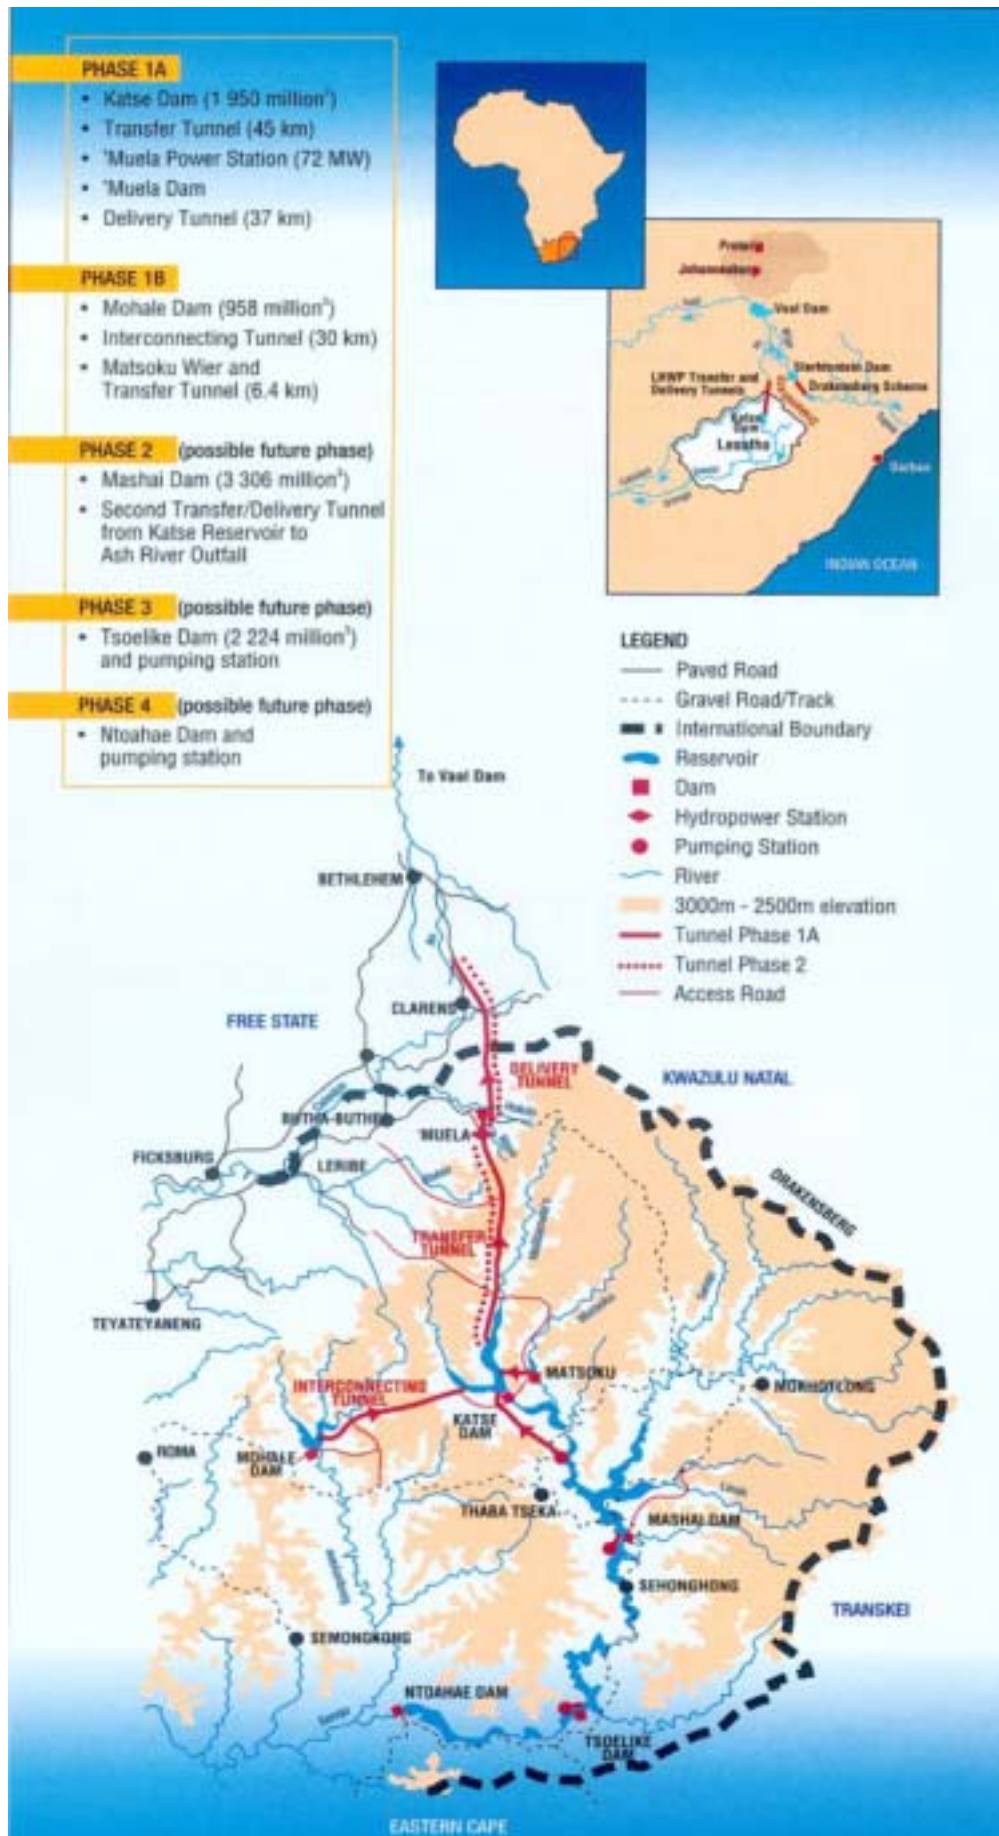 PHASE 1A
• Katse Dam (1 950 million³)
• Transfer Tunnel (45 km)
• 'Muela Power Station (72 MW)
• 'Muela Dam
• Delivery Tunnel (37 km)
PHASE 1B
• Mohale Dam (958 million³)
• Interconnecting Tunnel (30 km)
• Matsoku Wier and
Transfer Tunnel (6.4 km)
PHASE 2 (possible future phase)
• Mashai Dam (3 306 million³)
• Second Transfer/Delivery Tunnel
from Katse Reservoir to
Ash River Outfall
PHASE 3 (possible future phase)
• Tsoelike Dam (2 224 million³)
and pumping station
PHASE 4 (possible future phase)
• Ntoahae Dam and
pumping station
Johannesburg
Vaal Dam
Sterkfontein Dam
LHWP Transfer and
Delivery Tunnels
Drakensberg Scheme
Katse
Dam
Lesotho
Durban
INDIAN OCEAN
LEGEND
Paved Road
Gravel Road/Track
International Boundary
Reservoir
Dam
Hydropower Station
Pumping Station
River
3000m - 2500m elevation
Tunnel Phase 1A
Tunnel Phase 2
Access Road
To Vaal Dam
BETHLEHEM
CLARENS
FREE STATE
DELIVERY
TUNNEL
KWAZULU NATAL
BUTHA-BUTHE
'MUELA
FICKSBURG
LERIBE
DRAKENSBERG
TRANSFER
TUNNEL
TEYATEYANENG
MATSOKU
INTERCONNECTING
TUNNEL
MOKHOTLONG
KATSE
DAM
ROMA
MOHALE
DAM
THABA TSEKA
MASHAI DAM
SEHONGHONG
TRANSKEI
SEMONGKONG
NTOAHAE DAM
TSOELIKE
DAM
EASTERN CAPE